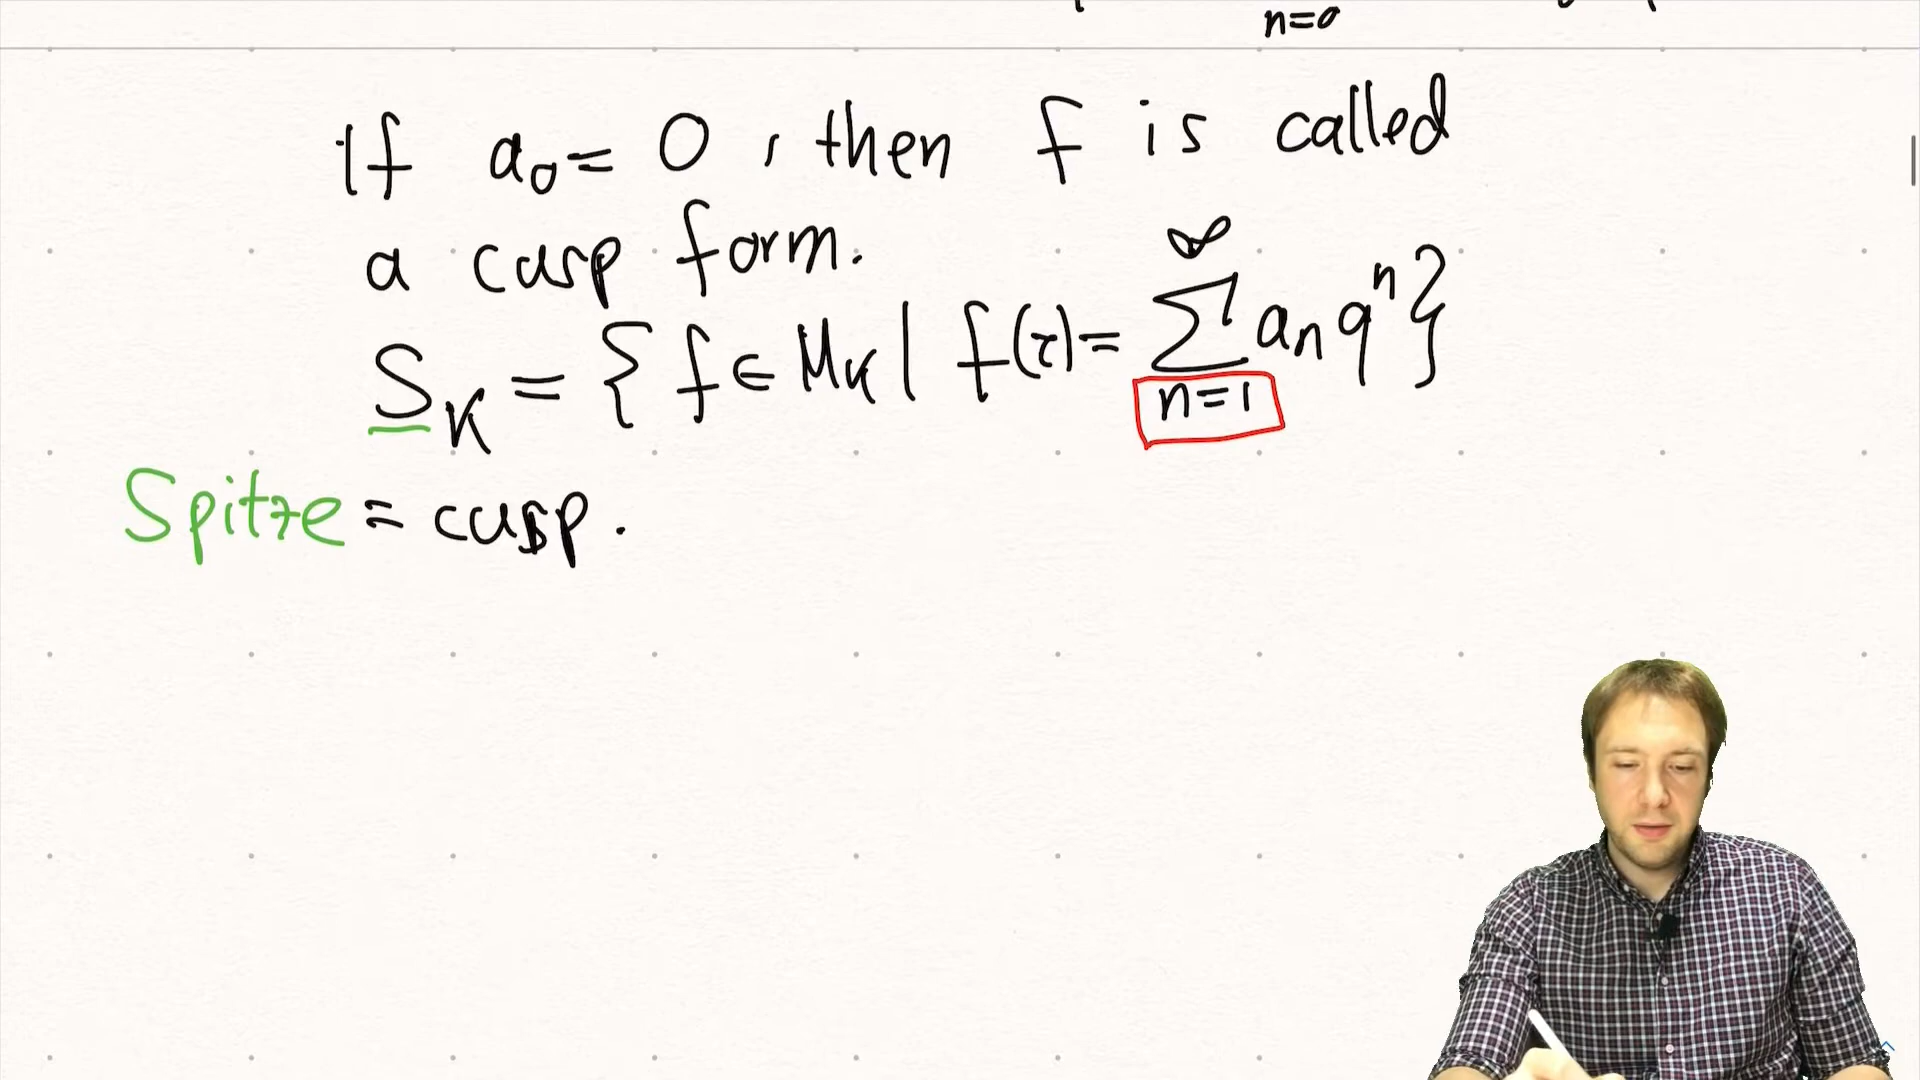 n=0
If a₀ = 0, then f is called
a cusp form.
S_K = { f ∈ M_K | f(τ) = ∑_{n=1}^∞ a_n q^n }
Spitze = cusp.